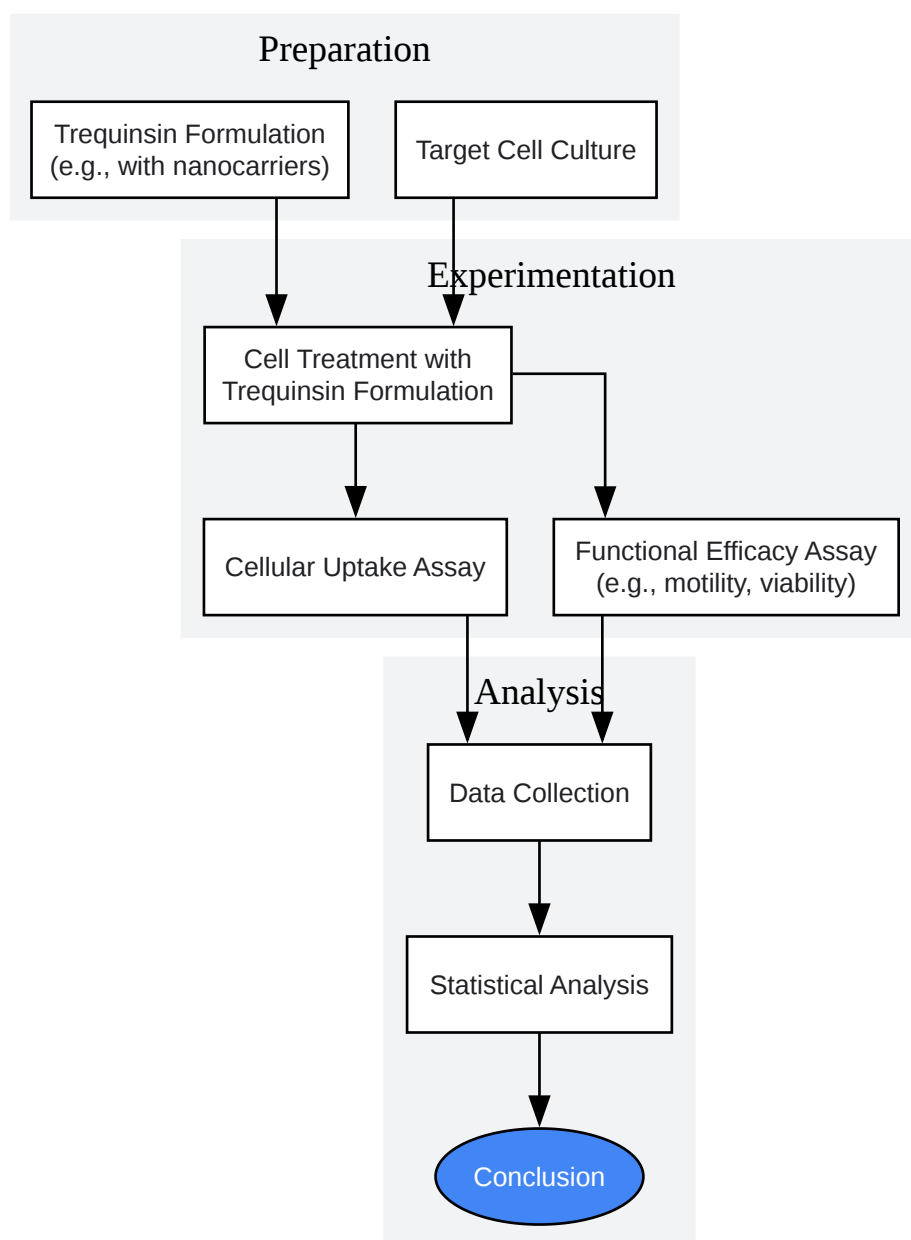 Preparation
Trequinsin Formulation
(e.g., with nanocarriers)
Target Cell Culture
Experimentation
Cell Treatment with
Trequinsin Formulation
Cellular Uptake Assay
Functional Efficacy Assay
(e.g., motility, viability)
Analysis
Data Collection
Statistical Analysis
Conclusion